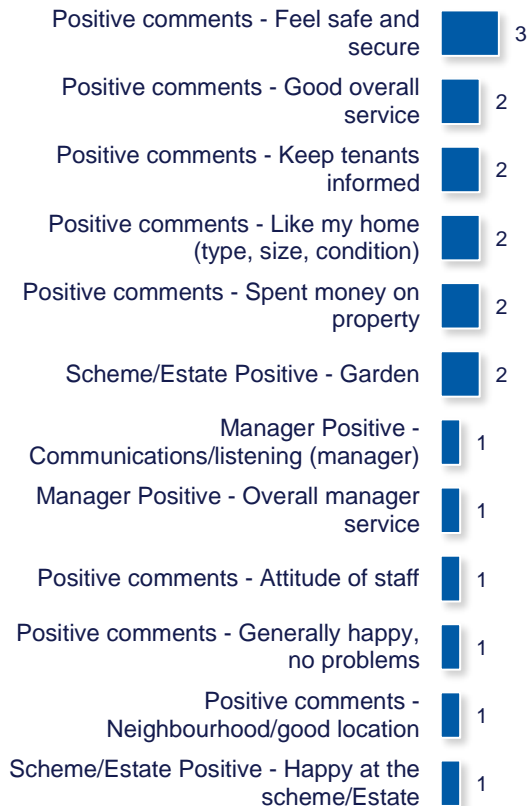 Positive comments - Feel safe and
secure
3
Positive comments - Good overall
service
2
Positive comments - Keep tenants
informed
2
Positive comments - Like my home
(type, size, condition)
2
Positive comments - Spent money on
property
2
Scheme/Estate Positive - Garden
2
Manager Positive -
Communications/listening (manager)
1
Manager Positive - Overall manager
service
1
Positive comments - Attitude of staff
1
Positive comments - Generally happy,
no problems
1
Positive comments -
Neighbourhood/good location
1
Scheme/Estate Positive - Happy at the
scheme/Estate
1